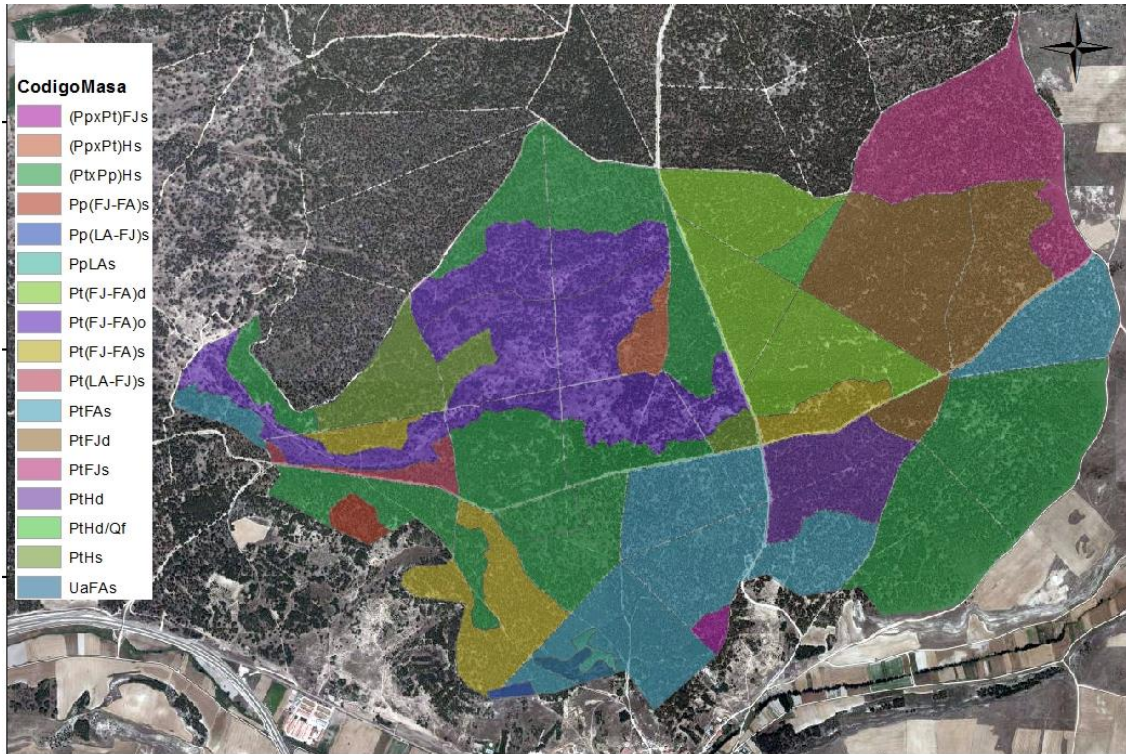 CodigoMasa
(PpxPt)FJs
(PpxPt)Hs
(PtxPp)Hs
Pp(FJ-FA)s
Pp(LA-FJ)s
PpLAs
Pt(FJ-FA)d
Pt(FJ-FA)o
Pt(FJ-FA)s
Pt(LA-FJ)s
PtFAs
PtFJd
PtFJs
PtHd
PtHd/Qf
PtHs
UaFAs